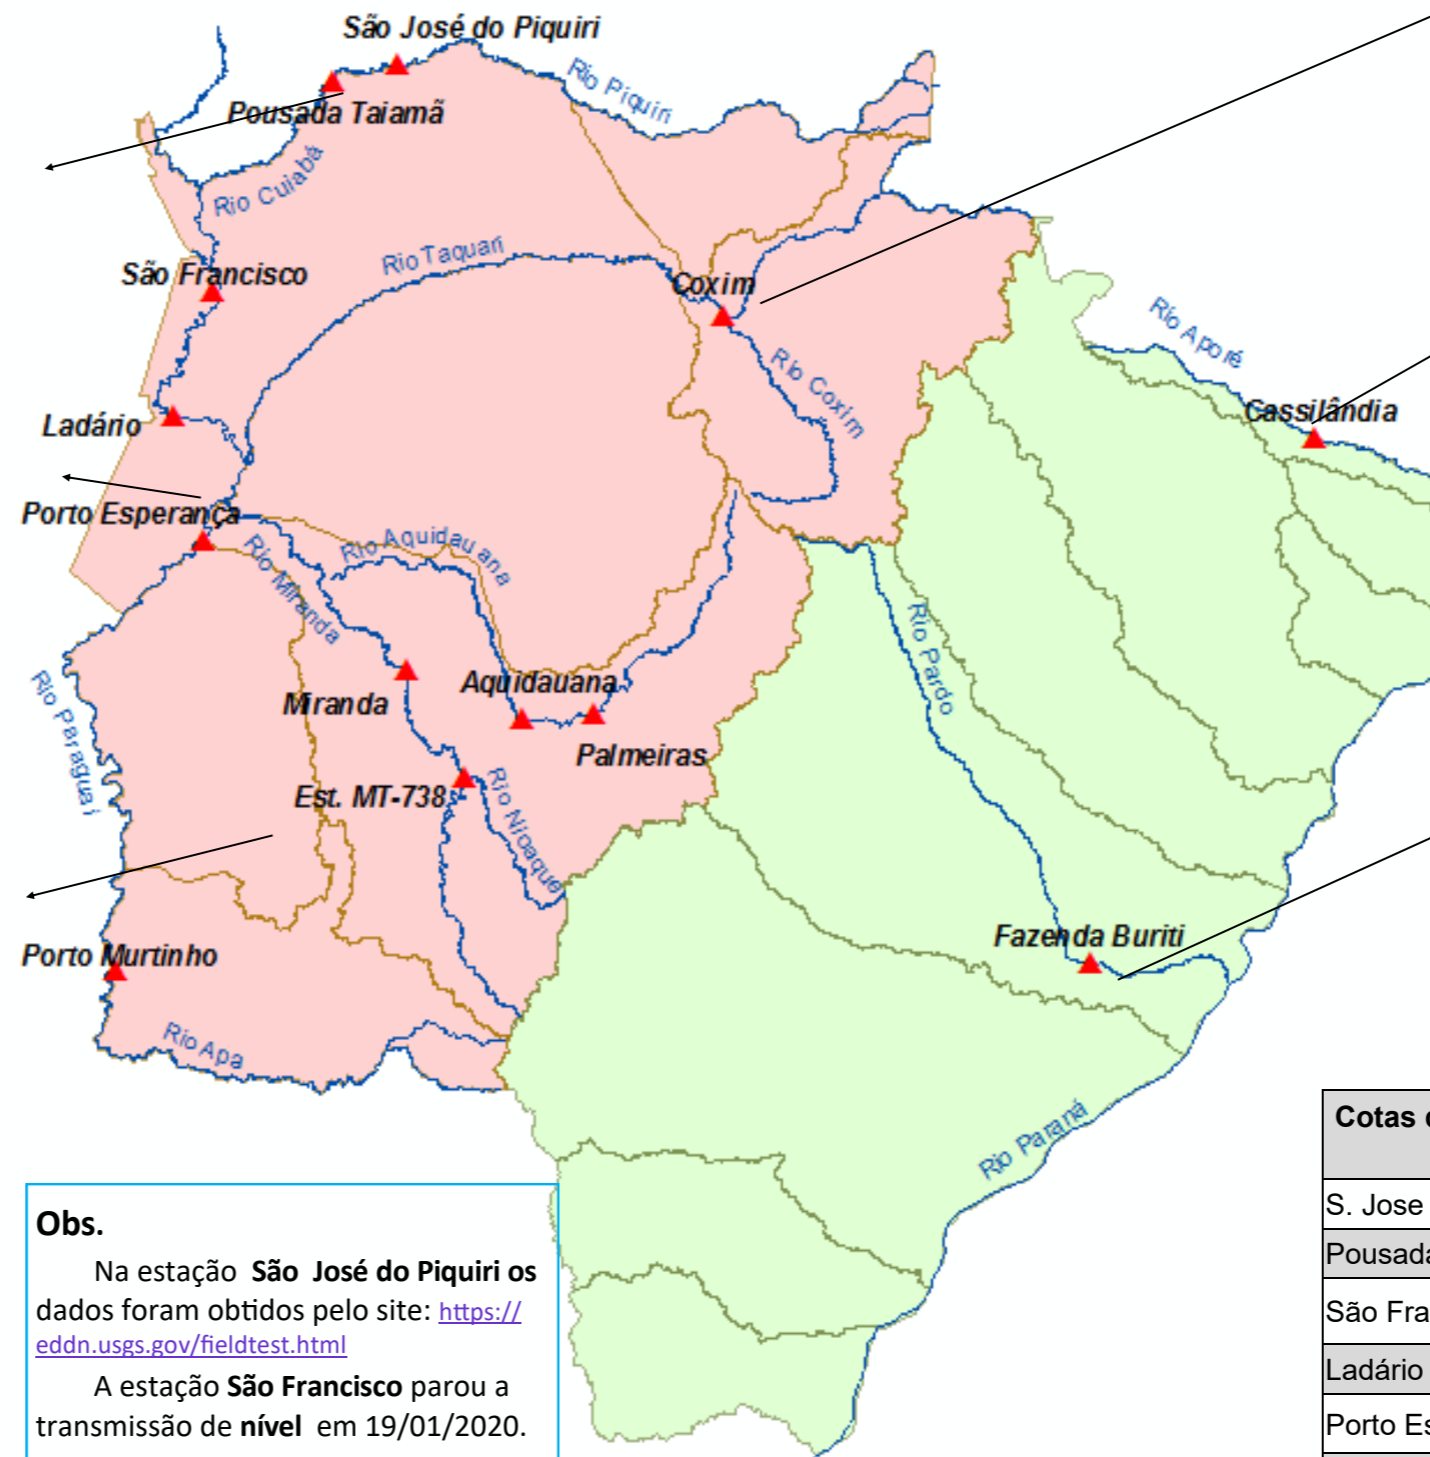 São José do Piquiri
Rio Piquiri
Pousada Taiamã
Rio Cuiabá
Rio Taquari
São Francisco
Coxim
Rio Aporé
Rio Coxim
Cassilândia
Ladário
Porto Esperança
Rio Aquidauana
Rio Miranda
Rio Pardo
Rio Paraguai
Miranda
Aquidauana
Palmeiras
Est. MT-738
Rio Nioaque
Porto Murtinho
Fazenda Buriti
Rio Apa
Rio Paraná
Obs.
Na estação São José do Piquiri os
dados foram obtidos pelo site: https://
eddn.usgs.gov/fieldtest.html
A estação São Francisco parou a
transmissão de nível em 19/01/2020.
Cotas
S. Jose
Pousada
São Fra
Ladário
Porto Es